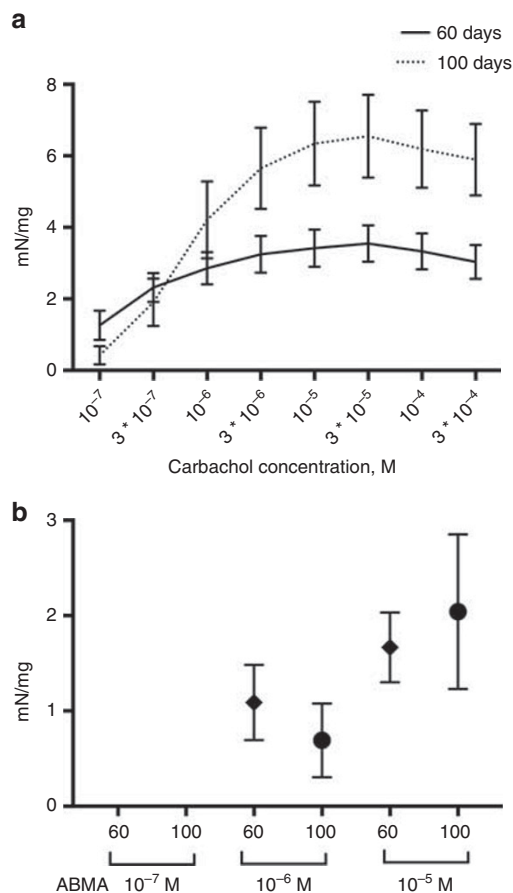 a
60 days
100 days
8
6
4
2
0
mN/mg
10⁻⁷
3 * 10⁻⁷
10⁻⁶
3 * 10⁻⁶
10⁻⁵
3 * 10⁻⁵
10⁻⁴
3 * 10⁻⁴
Carbachol concentration, M
b
3
2
1
0
mN/mg
60 100 60 100 60 100
ABMA 10⁻⁷ M 10⁻⁶ M 10⁻⁵ M